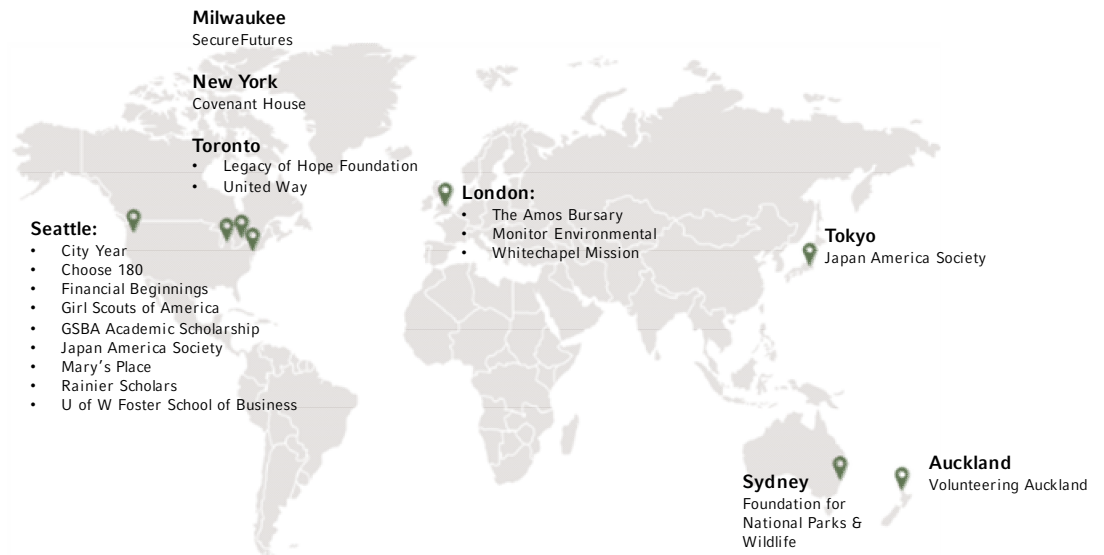 Milwaukee
SecureFutures
New York
Covenant House
Toronto
• Legacy of Hope Foundation
• United Way
Seattle:
• City Year
• Choose 180
• Financial Beginnings
• Girl Scouts of America
• GSBA Academic Scholarship
• Japan America Society
• Mary's Place
• Rainier Scholars
• U of W Foster School of Business
London:
• The Amos Bursary
• Monitor Environmental
• Whitechapel Mission
Tokyo
Japan America Society
Sydney
Foundation for
National Parks &
Wildlife
Auckland
Volunteering Auckland